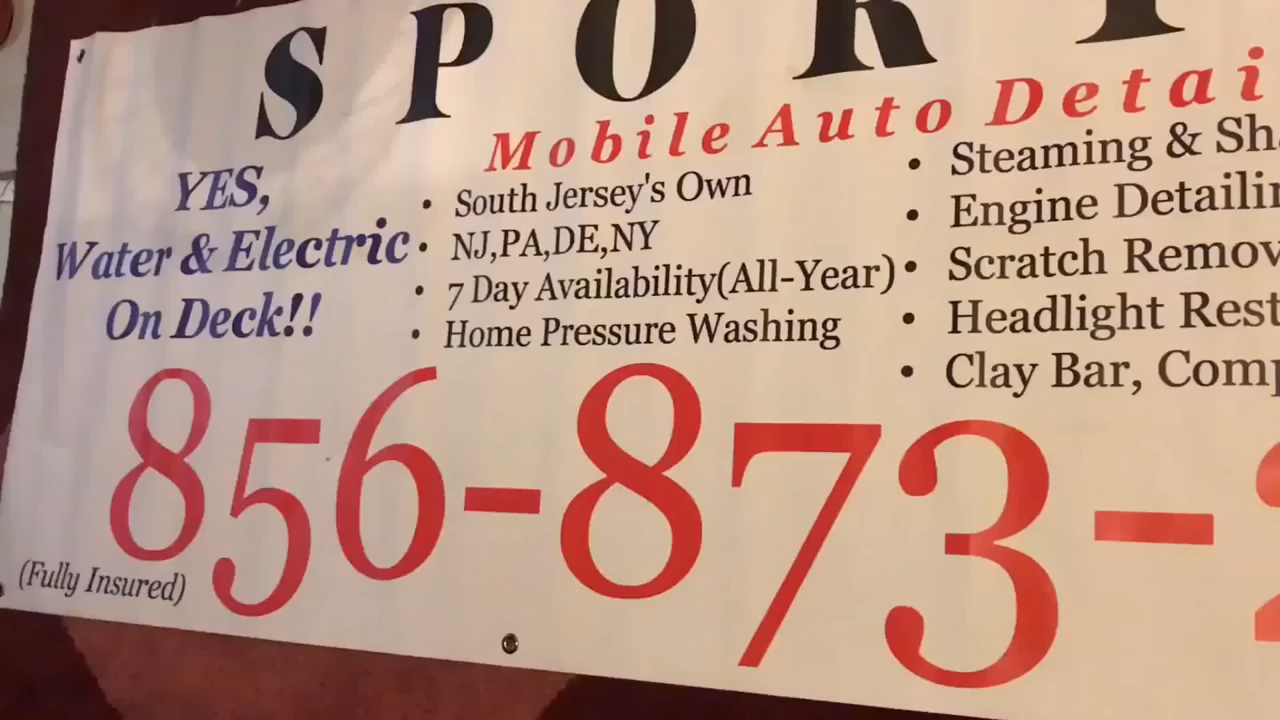 SPORT
Mobile Auto Detai
YES,
Water & Electric
On Deck!!
• South Jersey's Own
• NJ,PA,DE,NY
• 7 Day Availability(All-Year)
• Home Pressure Washing
• Steaming & Sh
• Engine Detailin
• Scratch Remov
• Headlight Rest
• Clay Bar, Comp
856-873-
(Fully Insured)